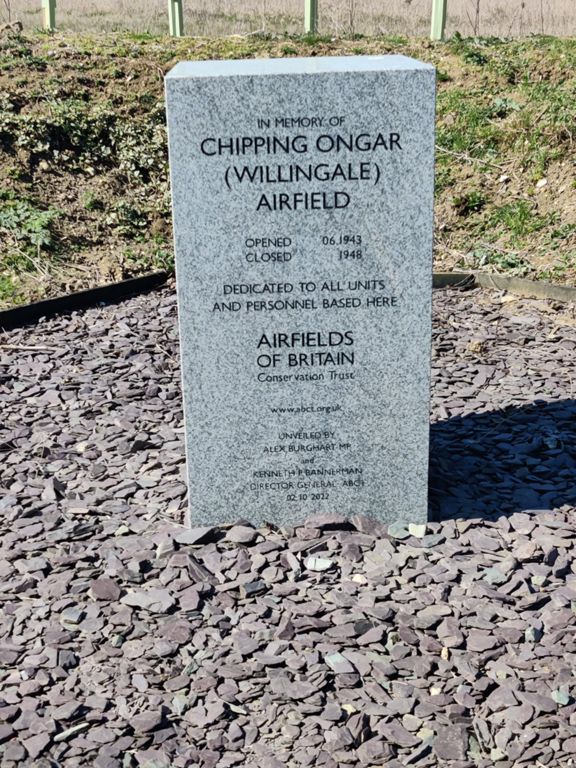 IN MEMORY OF
CHIPPING ONGAR
(WILLINGALE)
AIRFIELD
OPENED 06.1943
CLOSED 1948
DEDICATED TO ALL UNITS
AND PERSONNEL BASED HERE
AIRFIELDS
OF BRITAIN
Conservation Trust
www.abct.org.uk
UNVEILED BY
ALEX BURGHART MP
and
KENNETH P BANNERMAN
DIRECTOR GENERAL ABCT
02.10.2022